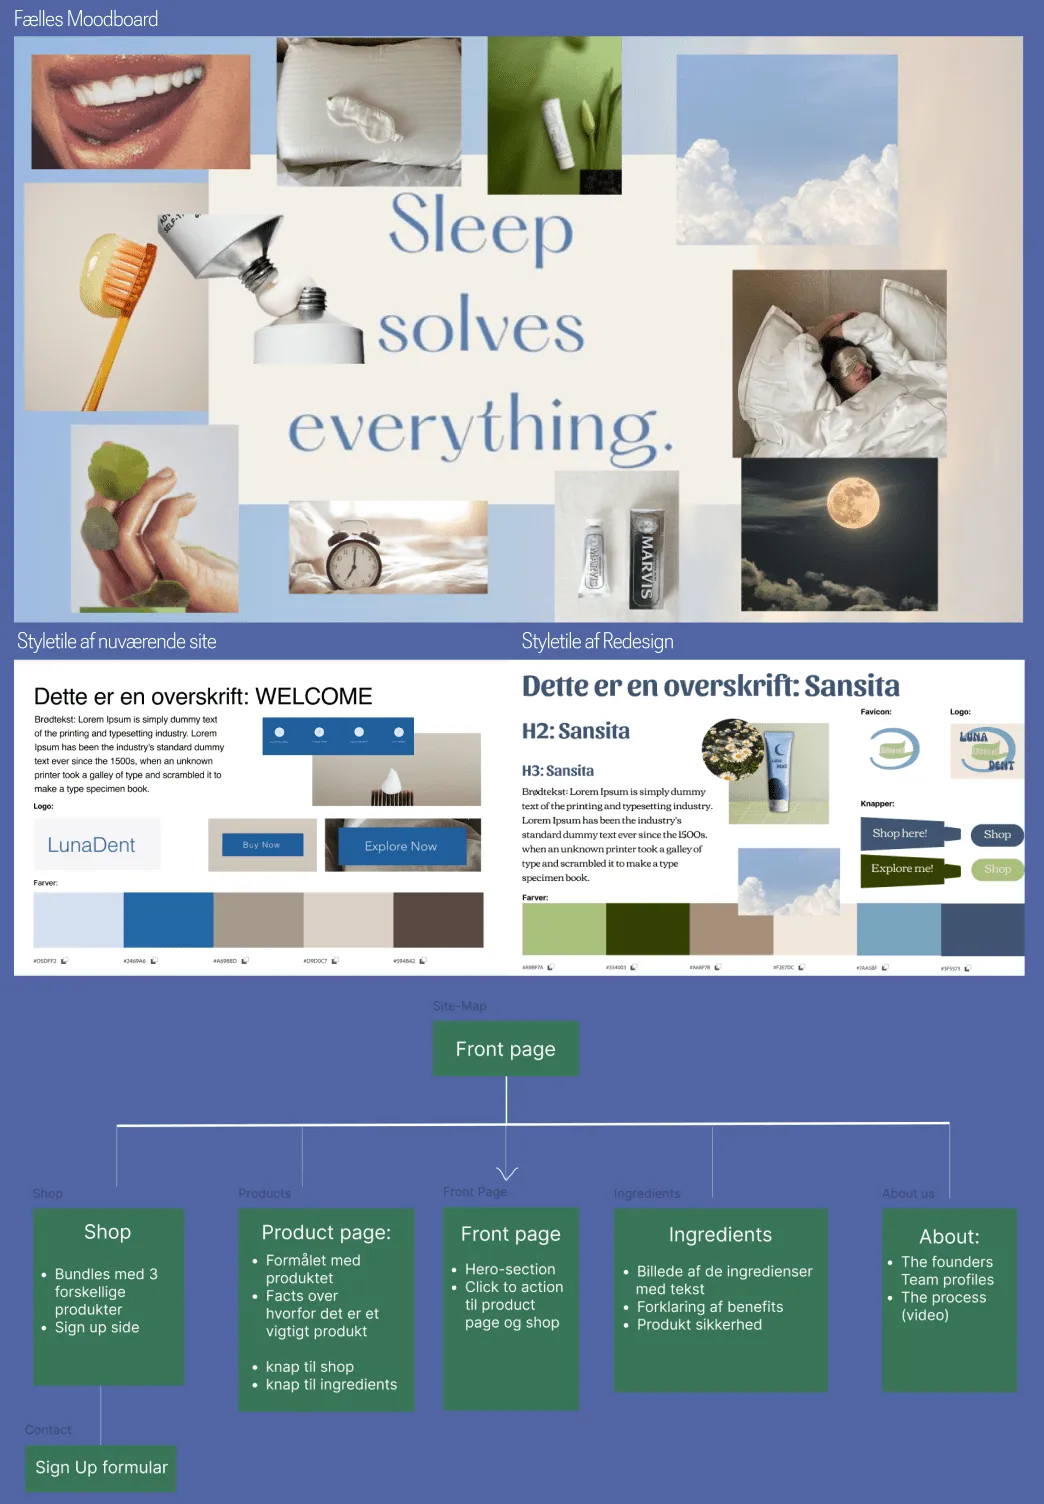 Fælles Moodboard
Sleep
solves
everything.
MARVIS
MARVIS
Styletile af nuværende site
Styletile af Redesign
Dette er en overskrift: WELCOME
Brødtekst: Lorem Ipsum is simply dummy text
of the printing and typesetting industry. Lorem
Ipsum has been the industry's standard dummy
text ever since the 1500s, when an unknown
printer took a galley of type and scrambled it to
make a type specimen book.
Logo:
LunaDent
Buy Now
Explore Now
Farver:
#D5DFF2
#2469A6
#A6988D
#D9D0C7
#594842
Dette er en overskrift: Sansita
H2: Sansita
H3: Sansita
Brødtekst: Lorem Ipsum is simply dummy
text of the printing and typesetting industry.
Lorem Ipsum has been the industry's
standard dummy text ever since the 1500s,
when an unknown printer took a galley of
type and scrambled it to make a type
specimen book.
Favicon:
Logo:
LUNA
DENT
Knapper:
Shop here!
Shop
Explore me!
Shop
Farver:
#334003
#F2E7DC
#3F5573
Site-Map
Front page
Shop
Shop
• Bundles med 3
forskellige
produkter
• Sign up side
Products
Product page:
• Formålet med
produktet
• Facts over
hvorfor det er et
vigtigt produkt
• knap til shop
• knap til ingredients
Front Page
Front page
• Hero-section
• Click to action
til product
page og shop
Ingredients
Ingredients
• Billede af de ingredienser
med tekst
• Forklaring af benefits
• Produkt sikkerhed
About us
About:
• The founders
Team profiles
• The process
(video)
Contact
Sign Up formular